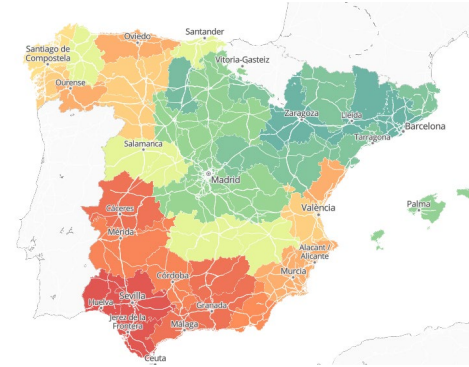 Santander
Oviedo
Santiago de
Compostela
Vitoria-Gasteiz
Ourense
Zaragoza
Lleida
Barcelona
Tarragona
Salamanca
Madrid
Cáceres
València
Palma
Mérida
Alacant /
Alicante
Murcia
Córdoba
Huelva
Sevilla
Granada
Jerez de la
Frontera
Málaga
Ceuta